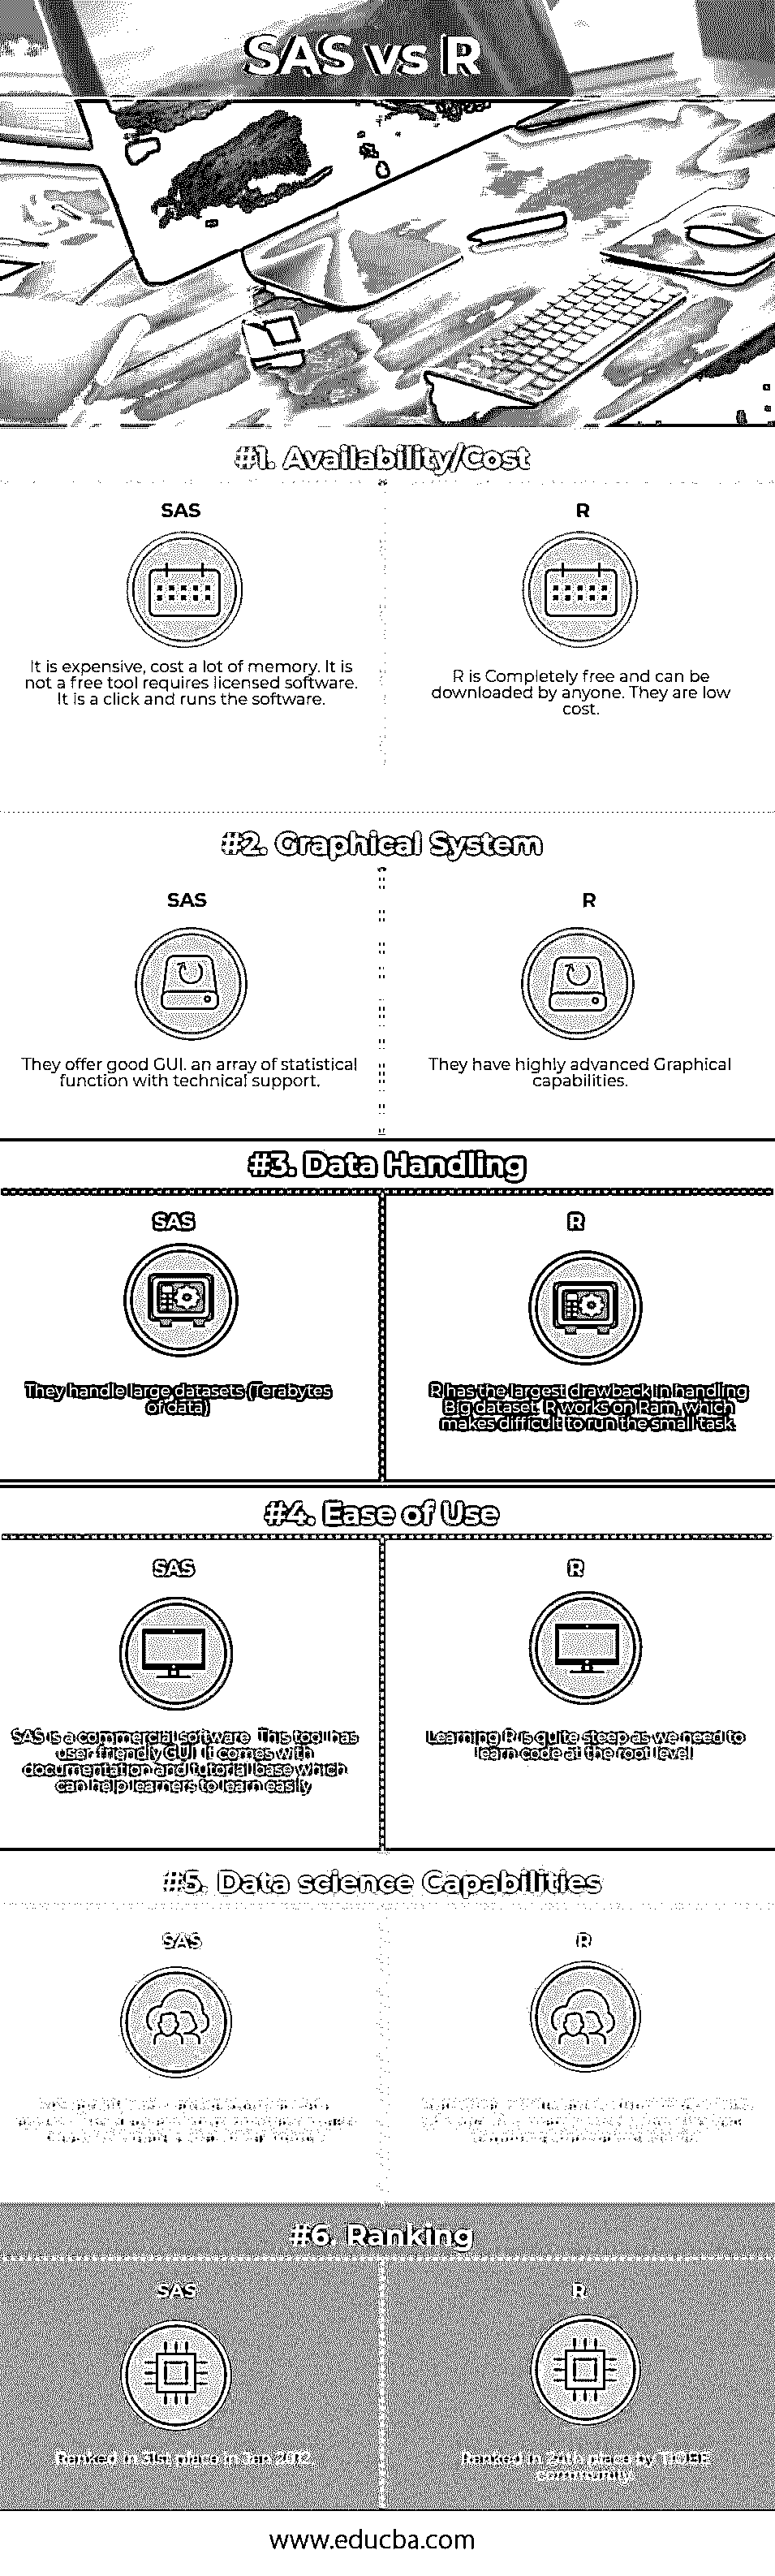 SAS vs R
#1. Availability/Cost
SAS
R
It is expensive, cost a lot of memory. It is
not a free tool requires licensed software.
It is a click and runs the software.
R is Completely free and can be
downloaded by anyone. They are low
cost.
#2. Graphical System
SAS
R
They offer good GUI. an array of statistical
function with technical support.
They have highly advanced Graphical
capabilities.
#3. Data Handling
SAS
R
They handle large datasets (Terabytes
of data)
R has the largest drawback in handling
Big dataset. R works on Ram, which
makes difficult to run the small task.
#4. Ease of Use
SAS
R
SAS is a commercial software. This tool has
user friendly GUI. It comes with
documentation and tutorial base which
can help learners to learn easily
Learning R is quite steep as we need to
learn code at the root level
#5. Data science Capabilities
SAS
R
#6. Ranking
SAS
R
Ranked in 31st place in Jan 2012
Ranked in 24th place by TIOBE
community.
www.educba.com